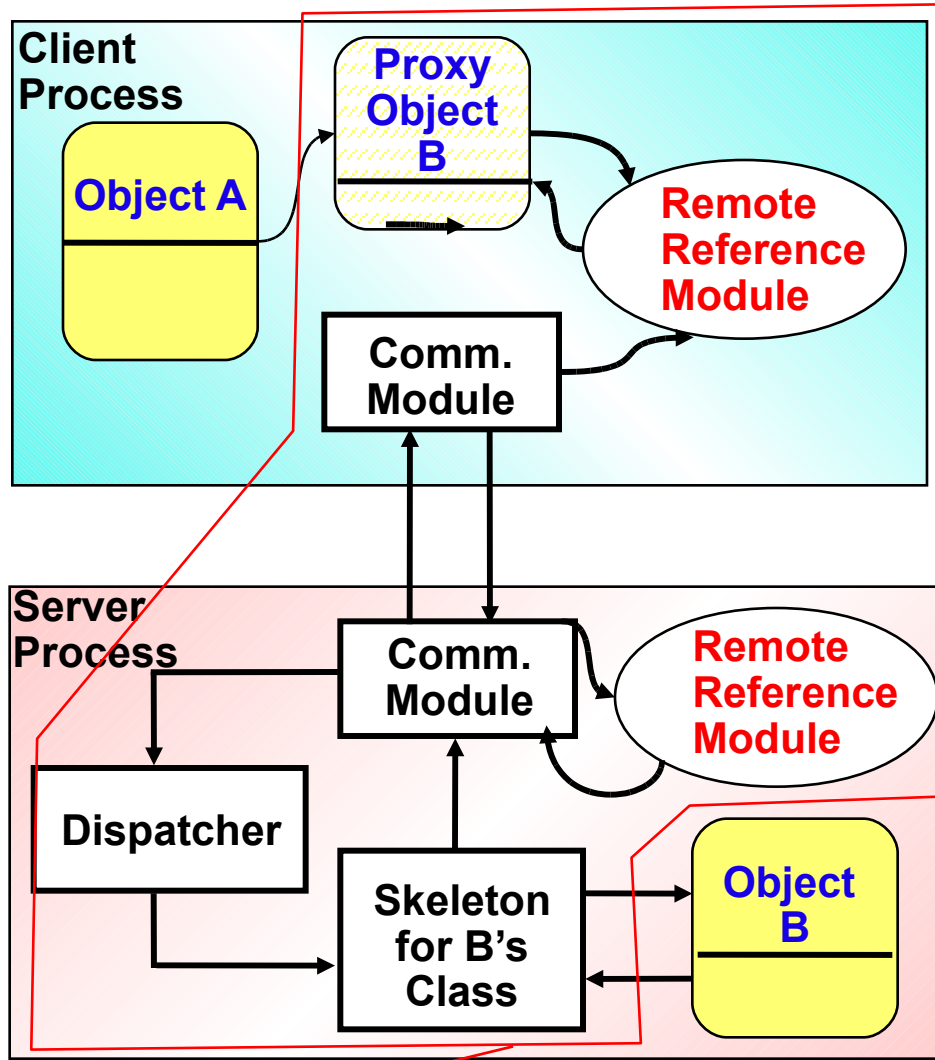 Client
Process
Proxy
Object
B
Object A
Remote
Reference
Module
Comm.
Module
Server
Process
Comm.
Module
Remote
Reference
Module
Dispatcher
Skeleton
for B’s
Class
Object
B